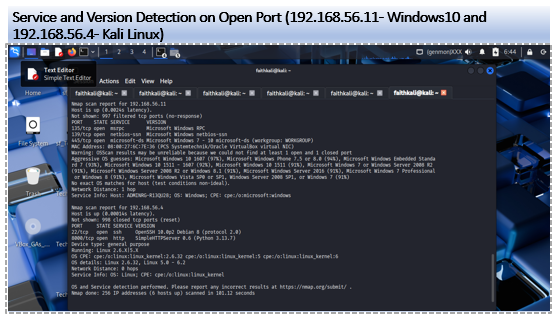 Service and Version Detection on Open Port (192.168.56.11- Windows10 and
192.168.56.4- Kali Linux)
1 2 3 4
(genmon)XXX 6:44
Text Editor
Simple Text Editor
faithkali@kali: ~
Actions Edit View Help
faithkali@kali: ~ faithkali@kali: ~ faithkali@kali: ~ faithkali@kali: ~ faithkali@kali: ~ faithkali@kali: ~
Home
File System
Trash
Nmap scan report for 192.168.56.11
Host is up (0.0024s latency).
Not shown: 997 filtered tcp ports (no-response)
PORT STATE SERVICE VERSION
135/tcp open msrpc Microsoft Windows RPC
139/tcp open netbios-ssn Microsoft Windows netbios-ssn
445/tcp open microsoft-ds Microsoft Windows 7 - 10 microsoft-ds (workgroup: WORKGROUP)
MAC Address: 08:00:27:6C:7E:36 (PCS Systemtechnik/Oracle VirtualBox virtual NIC)
Warning: OSScan results may be unreliable because we could not find at least 1 open and 1 closed port
Aggressive OS guesses: Microsoft Windows 10 1607 (97%), Microsoft Windows Phone 7.5 or 8.0 (94%), Microsoft Windows Embedded Standa
rd 7 (93%), Microsoft Windows 10 1511 - 1607 (92%), Microsoft Windows 10 1511 (91%), Microsoft Windows 7 or Windows Server 2008 R2
(91%), Microsoft Windows Server 2008 R2 or Windows 8.1 (91%), Microsoft Windows Server 2016 (91%), Microsoft Windows 7 Professional
or Windows 8 (91%), Microsoft Windows Vista SP0 or SP1, Windows Server 2008 SP1, or Windows 7 (91%)
No exact OS matches for host (test conditions non-ideal).
Network Distance: 1 hop
Service Info: OS: Windows; CPE: cpe:/o:microsoft:windows
Nmap scan report for 192.168.56.4
Host is up (0.00014s latency).
Not shown: 998 closed tcp ports (reset)
PORT STATE SERVICE VERSION
22/tcp open ssh OpenSSH 10.0p2 Debian 8 (protocol 2.0)
8000/tcp open http SimpleHTTPServer 0.6 (Python 3.13.7)
Device type: general purpose
Running: Linux 2.6.X|5.X
OS CPE: cpe:/o:linux:linux_kernel:2.6.32 cpe:/o:linux:linux_kernel:5 cpe:/o:linux:linux_kernel:6
OS details: Linux 2.6.32, Linux 5.0 - 6.2
Network Distance: 0 hops
Service Info: OS: Linux; CPE: cpe:/o:linux:linux_kernel
OS and Service detection performed. Please report any incorrect results at https://nmap.org/submit/ .
Nmap done: 256 IP addresses (6 hosts up) scanned in 101.12 seconds